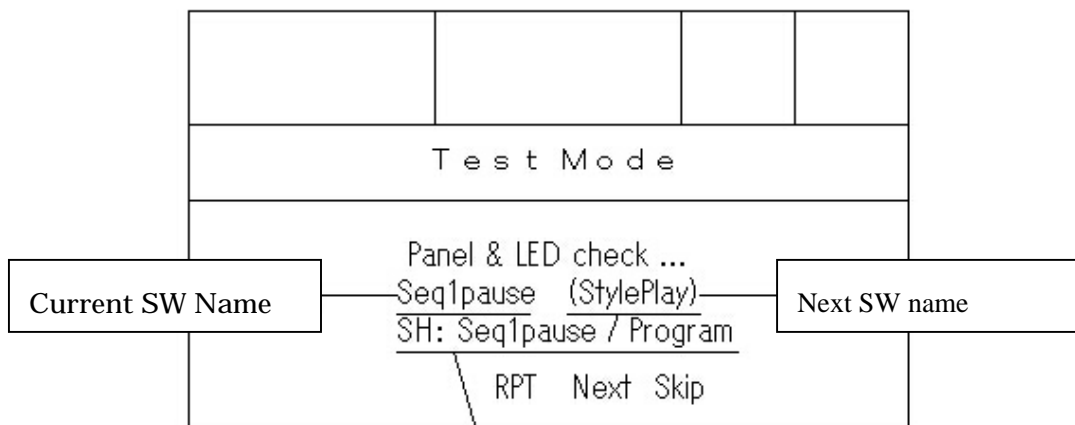 Test Mode
Panel & LED check ...
Current SW Name
Seq1pause (StylePlay)
Next SW name
SH: Seq1pause / Program
RPT Next Skip